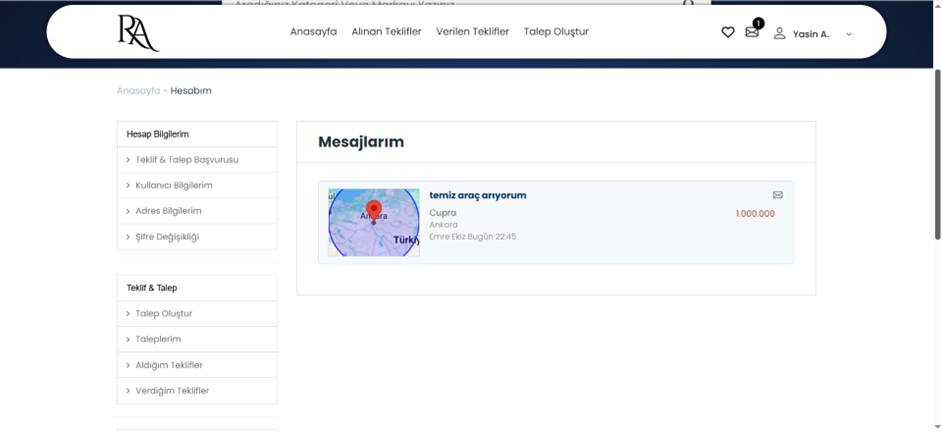 Aradığınız Kategori Veya Markayı Yazınız
RA
Anasayfa Alınan Teklifler Verilen Teklifler Talep Oluştur
1
Yasin A.
Anasayfa - Hesabım
Hesap Bilgilerim
> Teklif & Talep Başvurusu
> Kullanıcı Bilgilerim
> Adres Bilgilerim
> Şifre Değişikliği
Teklif & Talep
> Talep Oluştur
> Taleplerim
> Aldığım Teklifler
> Verdiğim Teklifler
Mesajlarım
temiz araç arıyorum
Cupra
1.000.000
Ankara
Emre Ekiz Bugün 22:45
ul
Ankara
Türkiy